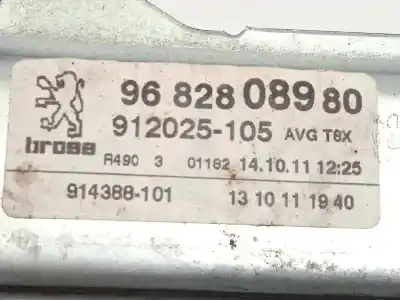 96 828 089 80
912025-105 AVG T6X
brose
R490 3 01182 14.10.11 12:25
914388-101 13 10 11 19 40